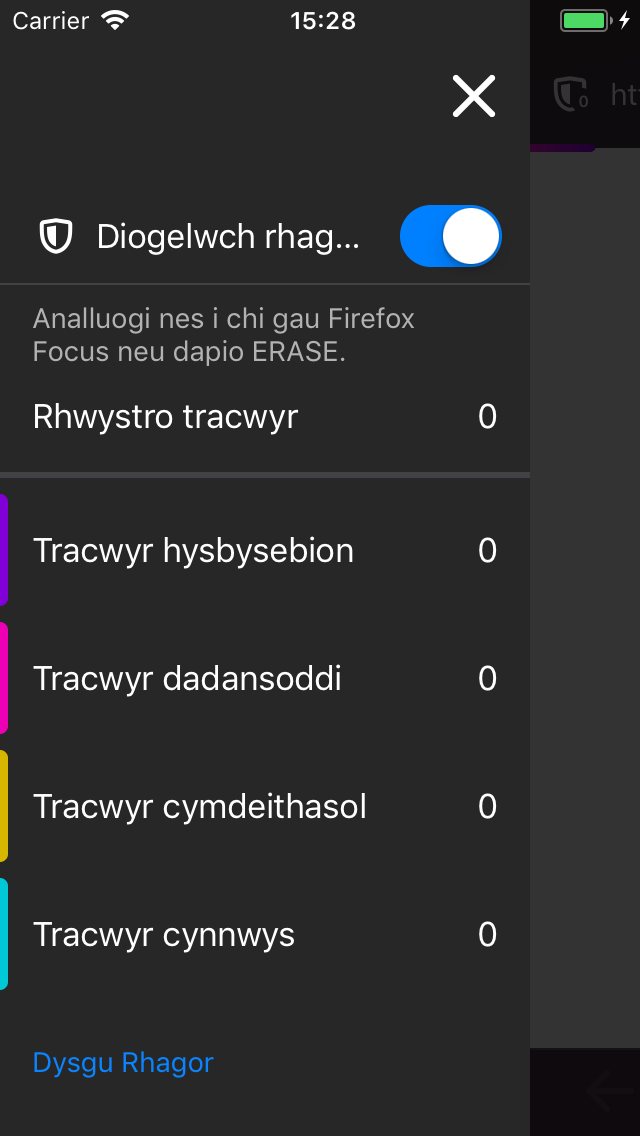 Carrier 15:28
0 ht
Diogelwch rhag...
Analluogi nes i chi gau Firefox
Focus neu dapio ERASE.
Rhwystro tracwyr 0
Tracwyr hysbysebion 0
Tracwyr dadansoddi 0
Tracwyr cymdeithasol 0
Tracwyr cynnwys 0
Dysgu Rhagor